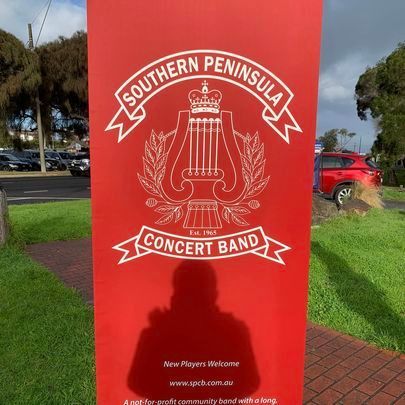 SOUTHERN PENINSULA
Est. 1965
CONCERT BAND
New Players Welcome
www.spcb.com.au
A not-for-profit community band with a long,